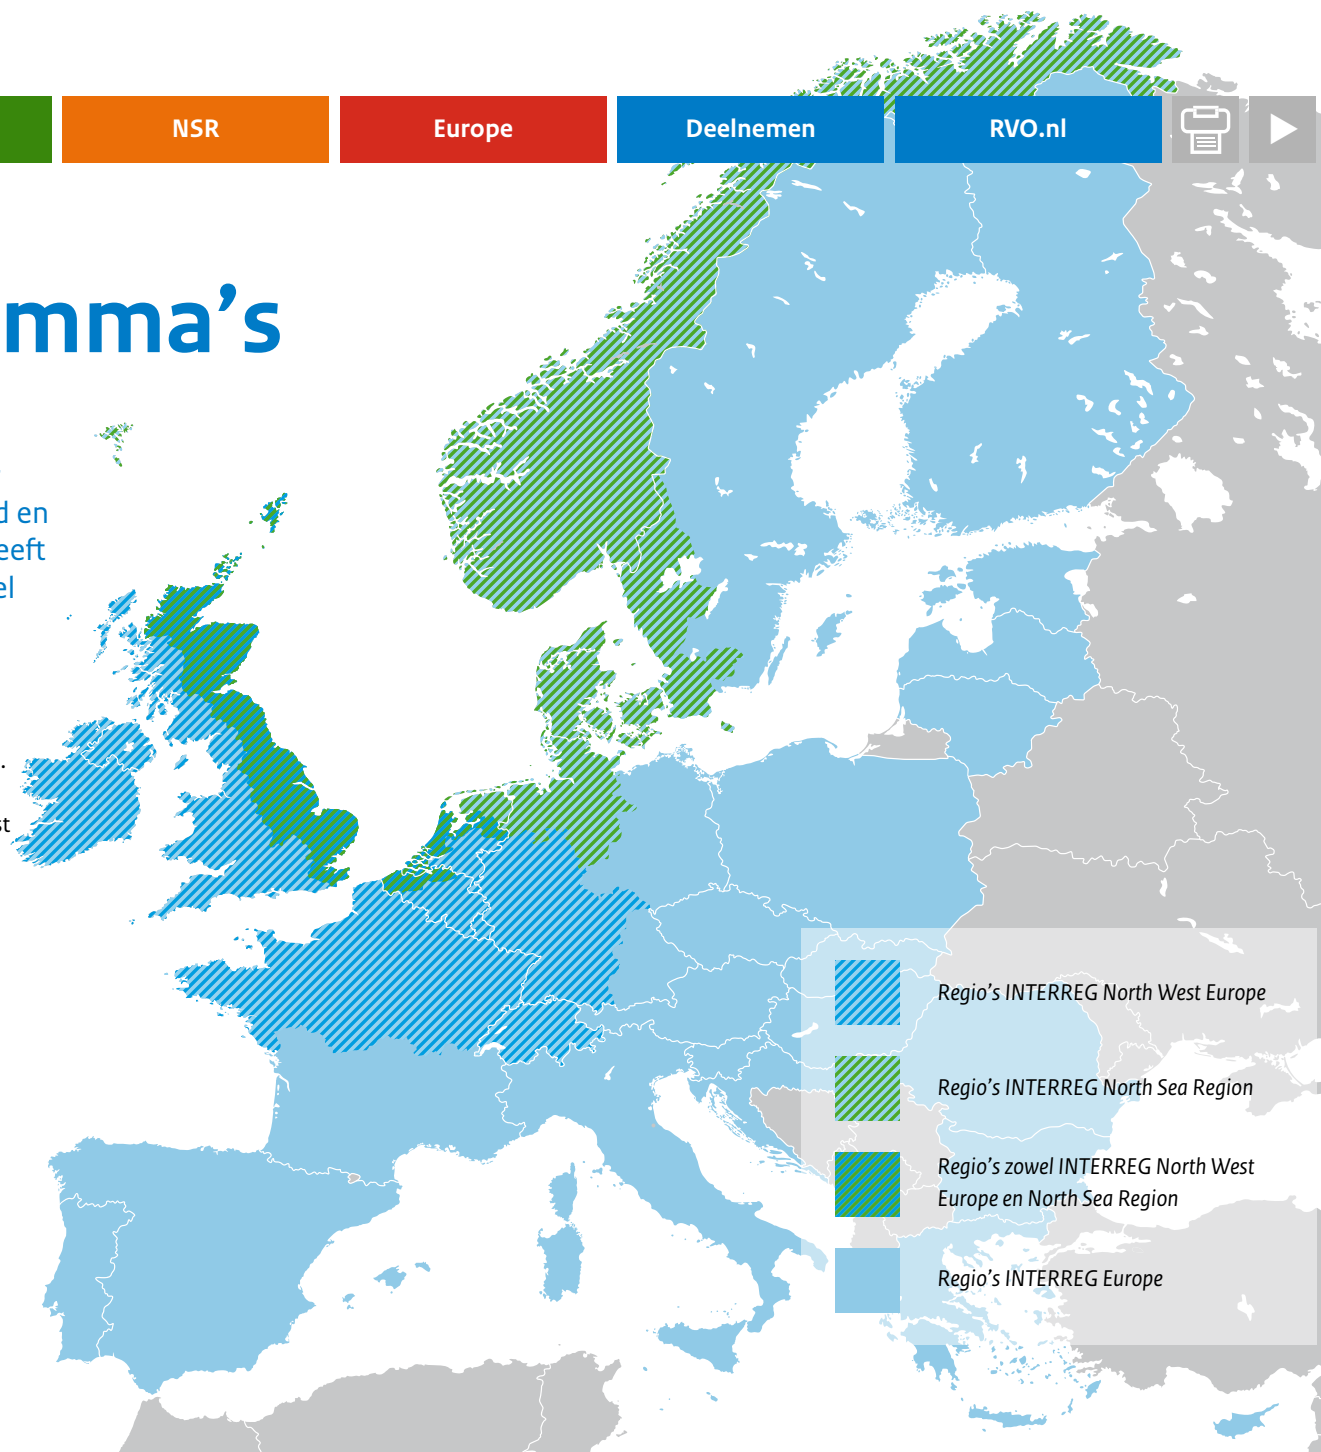 NSR
Europe
Deelnemen
RVO.nl
mma's
d en
eeft
el
.
st
Regio's INTERREG North West Europe
Regio's INTERREG North Sea Region
Regio's zowel INTERREG North West
Europe en North Sea Region
Regio's INTERREG Europe